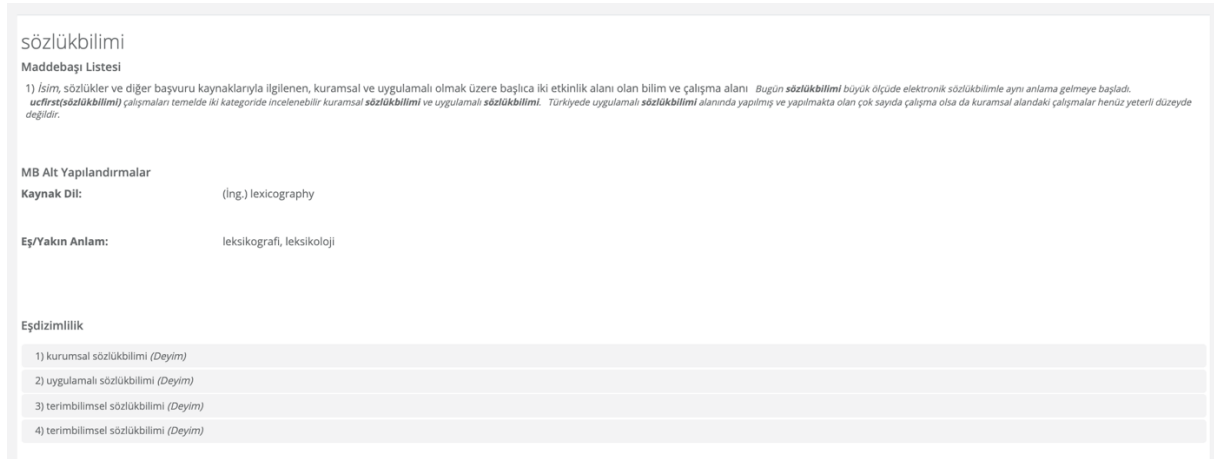 sözlükbilimi
Maddebaşı Listesi
1) İsim, sözlükler ve diğer başvuru kaynaklarıyla ilgilenen, kuramsal ve uygulamalı olmak üzere başlıca iki etkinlik alanı olan bilim ve çalışma alanı Bugün sözlükbilimi büyük ölçüde elektronik sözlükbilimle aynı anlama gelmeye başladı.
ucfirst(sözlükbilimi) çalışmaları temelde iki kategoride incelenebilir kuramsal sözlükbilimi ve uygulamalı sözlükbilimi. Türkiyede uygulamalı sözlükbilimi alanında yapılmış ve yapılmakta olan çok sayıda çalışma olsa da kuramsal alandaki çalışmalar henüz yeterli düzeyde
değildir.
MB Alt Yapılandırmalar
Kaynak Dil: (İng.) lexicography
Eş/Yakın Anlam: leksikografi, leksikoloji
Eşdizimlilik
1) kurumsal sözlükbilimi (Deyim)
2) uygulamalı sözlükbilimi (Deyim)
3) terimbilimsel sözlükbilimi (Deyim)
4) terimbilimsel sözlükbilimi (Deyim)